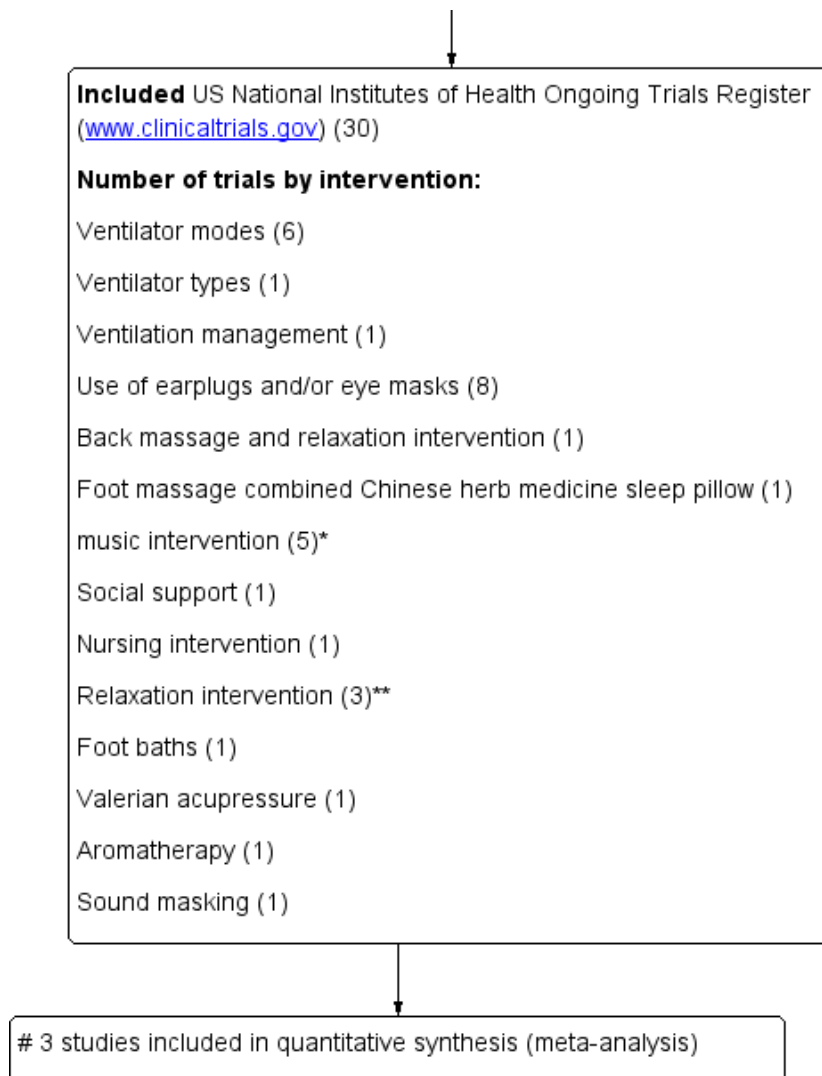 Included US National Institutes of Health Ongoing Trials Register
(www.clinicaltrials.gov) (30)
Number of trials by intervention:
Ventilator modes (6)
Ventilator types (1)
Ventilation management (1)
Use of earplugs and/or eye masks (8)
Back massage and relaxation intervention (1)
Foot massage combined Chinese herb medicine sleep pillow (1)
music intervention (5)*
Social support (1)
Nursing intervention (1)
Relaxation intervention (3)**
Foot baths (1)
Valerian acupressure (1)
Aromatherapy (1)
Sound masking (1)
# 3 studies included in quantitative synthesis (meta-analysis)